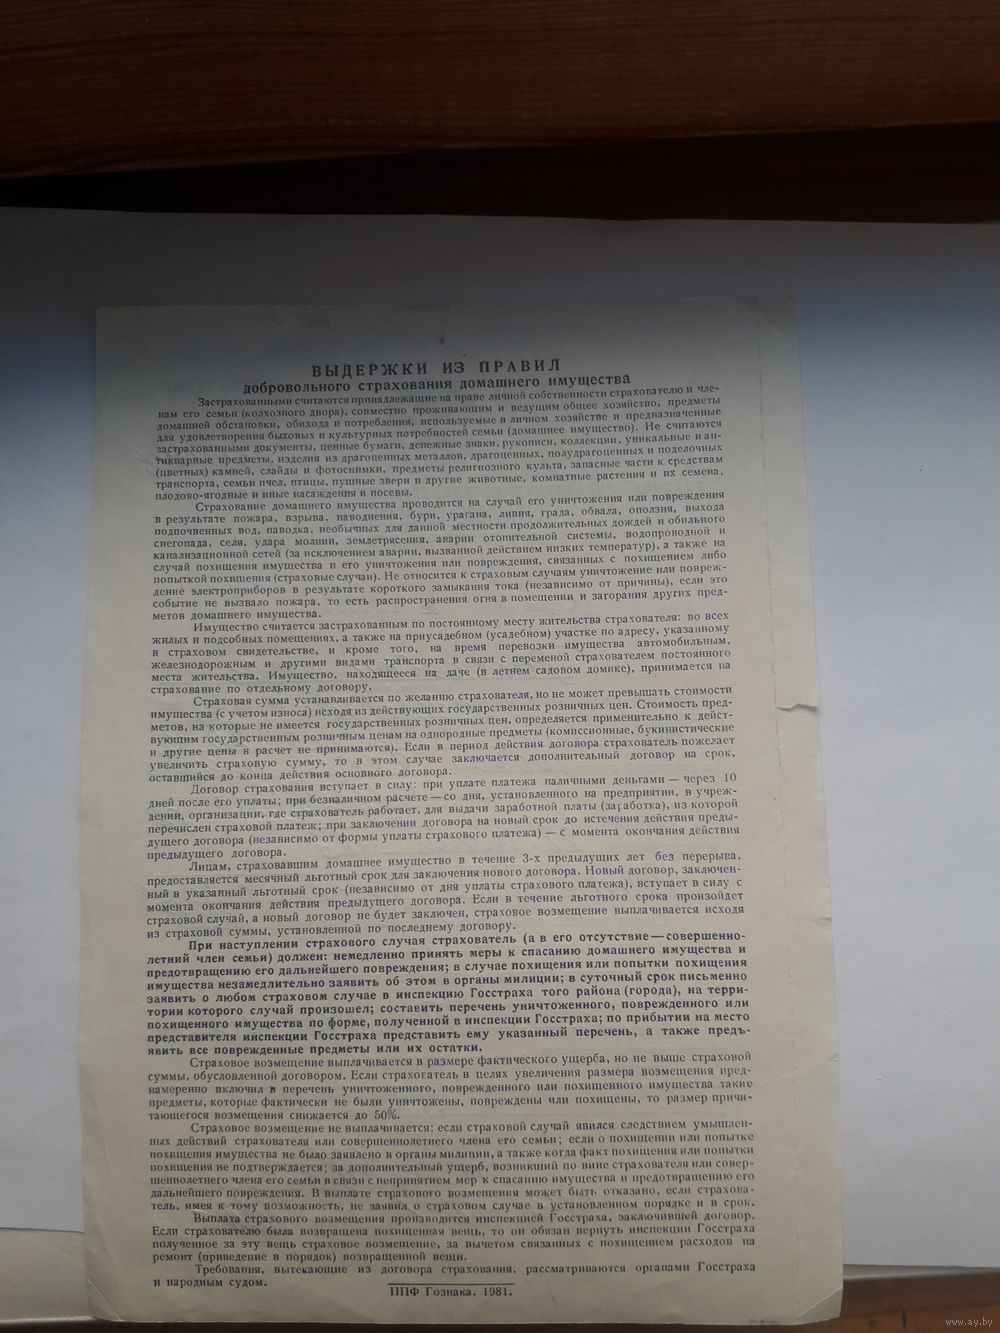 ВЫДЕРЖКИ ИЗ ПРАВИЛ
добровольного страхования домашнего имущества
Застрахованными считаются принадлежащие на праве личной собственности страхователю и чле-
нам его семьи (колхозного двора), совместно проживающим и ведущим общее хозяйство, предметы
домашней обстановки, обихода и потребления, используемые в личном хозяйстве и предназначенные
для удовлетворения бытовых и культурных потребностей семьи (домашнее имущество). Не считаются
застрахованными документы, ценные бумаги, денежные знаки, рукописи, коллекции, уникальные и ан-
тикварные предметы, изделия из драгоценных металлов, драгоценных, полудрагоценных и поделочных
(цветных) камней, слайды и фотоснимки, предметы религиозного культа, запасные части к средствам
транспорта, семьи пчел, птицы, пушные звери и другие животные, комнатные растения и их семена,
плодово-ягодные и иные насаждения и посевы.
Страхование домашнего имущества проводится на случай его уничтожения или повреждения
в результате пожара, взрыва, наводнения, бури, урагана, ливня, града, обвала, оползня, выхода
подпочвенных вод, паводка, необычных для данной местности продолжительных дождей и обильного
снегопада, селя, удара молнии, землетрясения, аварии отопительной системы, водопроводной и
канализационной сетей (за исключением аварии, вызванной действием низких температур), а также на
случай похищения имущества и его уничтожения или повреждения, связанных с похищением либо
попыткой похищения (страховые случаи). Не относится к страховым случаям уничтожение или повреж-
дение электроприборов в результате короткого замыкания тока (независимо от причины), если это
событие не вызвало пожара, то есть распространения огня в помещении и загорания других пред-
метов домашнего имущества.
Имущество считается застрахованным по постоянному месту жительства страхователя: во всех
жилых и подсобных помещениях, а также на приусадебном (усадебном) участке по адресу, указанному
в страховом свидетельстве, и кроме того, на время перевозки имущества автомобильным,
железнодорожным и другими видами транспорта в связи с переменой страхователем постоянного
места жительства. Имущество, находящееся на даче (в летнем садовом домике), принимается на
страхование по отдельному договору.
Страховая сумма устанавливается по желанию страхователя, но не может превышать стоимости
имущества (с учетом износа) исходя из действующих государственных розничных цен. Стоимость пред-
метов, на которые не имеется государственных розничных цен, определяется применительно к дейст-
вующим государственным розничным ценам на однородные предметы (комиссионные, букинистические
и другие цены в расчет не принимаются). Если в период действия договора страхователь пожелает
увеличить страховую сумму, то в этом случае заключается дополнительный договор на срок,
оставшийся до конца действия основного договора.
Договор страхования вступает в силу: при уплате платежа наличными деньгами — через 10
дней после его уплаты; при безналичном расчете — со дня, установленного на предприятии, в учреж-
дении, организации, где страхователь работает, для выдачи заработной платы (заработка), из которой
перечислен страховой платеж; при заключении договора на новый срок до истечения действия преды-
дущего договора (независимо от формы уплаты страхового платежа) — с момента окончания действия
предыдущего договора.
Лицам, страховавшим домашнее имущество в течение 3-х предыдущих лет без перерыва,
предоставляется месячный льготный срок для заключения нового договора. Новый договор, заключен-
ный в указанный льготный срок (независимо от дня уплаты страхового платежа), вступает в силу с
момента окончания действия предыдущего договора. Если в течение льготного срока произойдет
страховой случай, а новый договор не будет заключен, страховое возмещение выплачивается исходя
из страховой суммы, установленной по последнему договору.
При наступлении страхового случая страхователь (а в его отсутствие — совершенно-
летний член семьи) должен: немедленно принять меры к спасанию домашнего имущества и
предотвращению его дальнейшего повреждения; в случае похищения или попытки похищения
имущества незамедлительно заявить об этом в органы милиции; в суточный срок письменно
заявить о любом страховом случае в инспекцию Госстраха того района (города), на терри-
тории которого случай произошел; составить перечень уничтоженного, поврежденного или
похищенного имущества по форме, полученной в инспекции Госстраха; по прибытии на место
представителя инспекции Госстраха представить ему указанный перечень, а также предъ-
явить все поврежденные предметы или их остатки.
Страховое возмещение выплачивается в размере фактического ущерба, но не выше страховой
суммы, обусловленной договором. Если страхователь в целях увеличения размера возмещения пред-
намеренно включил в перечень уничтоженного, поврежденного или похищенного имущества такие
предметы, которые фактически не были уничтожены, повреждены или похищены, то размер причи-
тающегося возмещения снижается до 50%.
Страховое возмещение не выплачивается: если страховой случай явился следствием умышлен-
ных действий страхователя или совершеннолетнего члена его семьи; если о похищении или попытке
похищения имущества не было заявлено в органы милиции, а также когда факт похищения или попытки
похищения не подтверждается; за дополнительный ущерб, возникший по вине страхователя или совер-
шеннолетнего члена его семьи в связи с непринятием мер к спасанию имущества и предотвращению его
дальнейшего повреждения. В выплате страхового возмещения может быть отказано, если страхова-
тель, имея к тому возможность, не заявил о страховом случае в установленном порядке и в срок.
Выплата страхового возмещения производится инспекцией Госстраха, заключившей договор.
Если страхователю была возвращена похищенная вещь, то он обязан вернуть инспекции Госстраха
полученное за эту вещь страховое возмещение, за вычетом связанных с похищением расходов на
ремонт (приведение в порядок) возвращенной вещи.
Требования, вытекающие из договора страхования, рассматриваются органами Госстраха
и народным судом.
ППФ Гознака. 1981.
www.ay.by